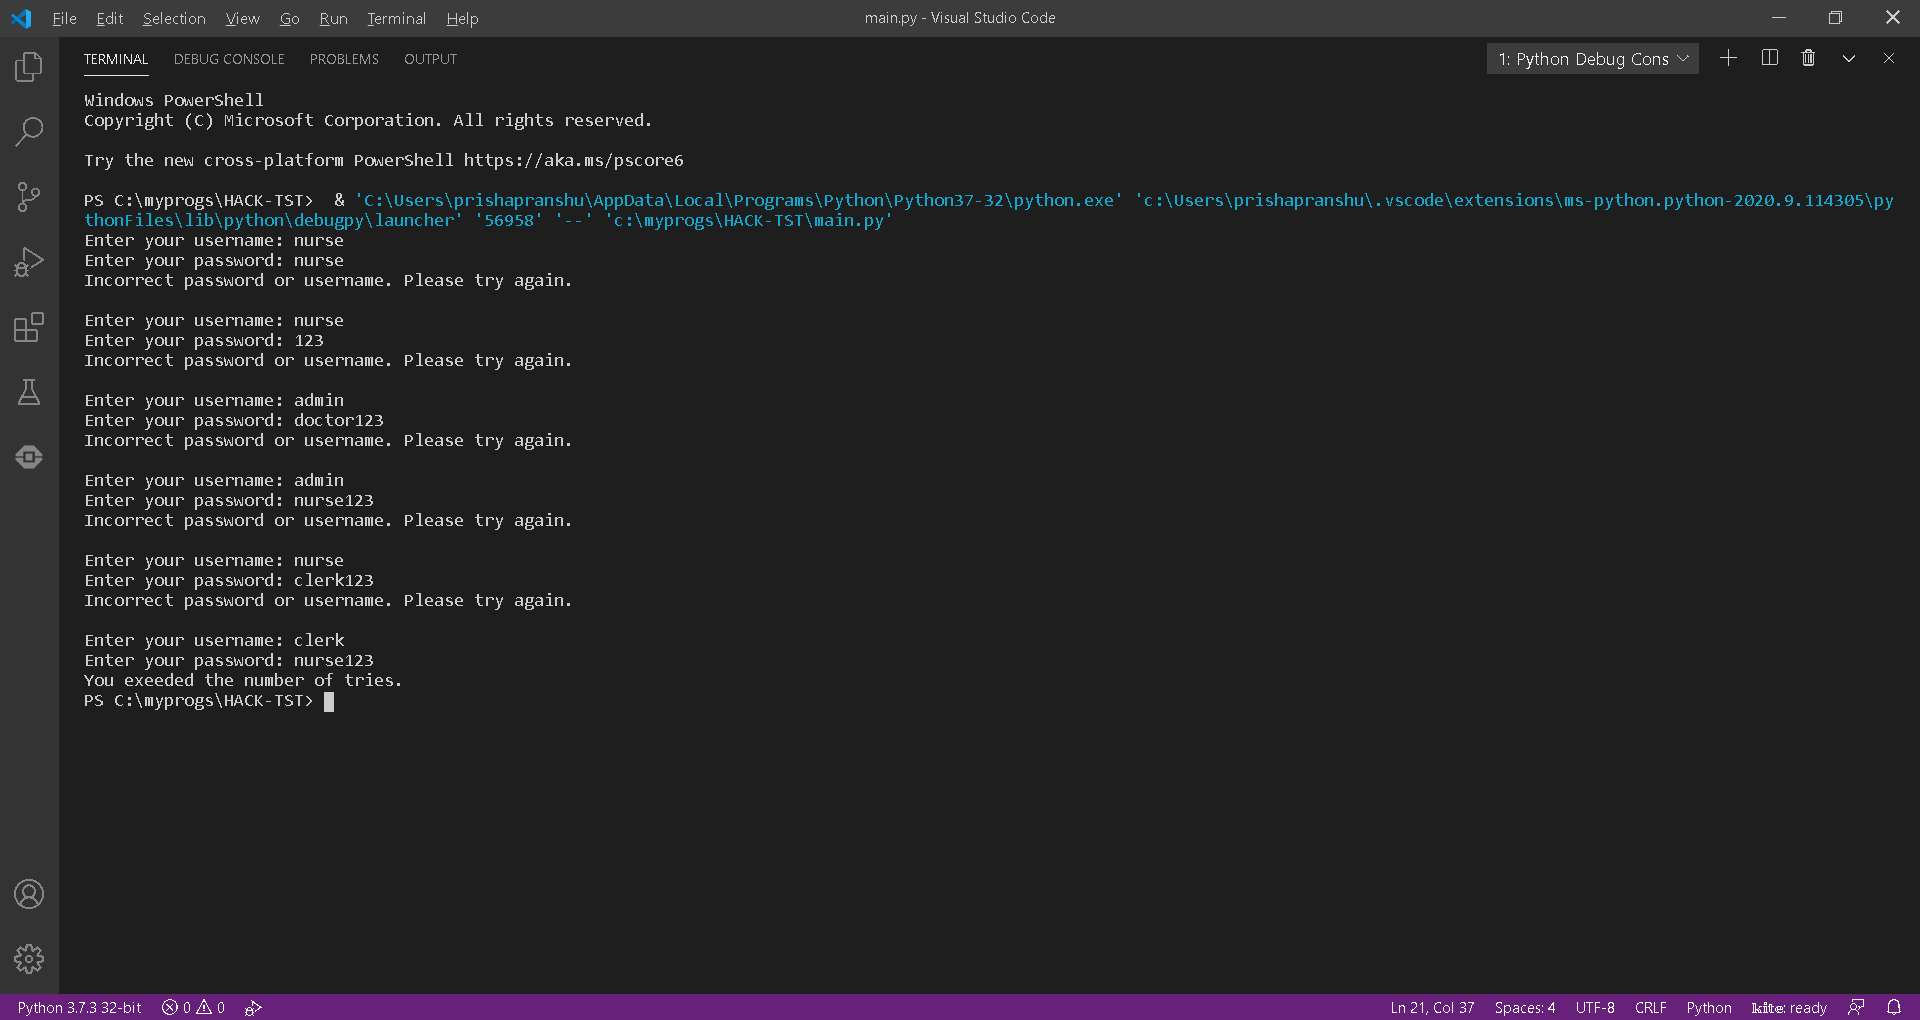 File Edit Selection View Go Run Terminal Help
main.py - Visual Studio Code
TERMINAL DEBUG CONSOLE PROBLEMS OUTPUT
1: Python Debug Cons
Windows PowerShell
Copyright (C) Microsoft Corporation. All rights reserved.
Try the new cross-platform PowerShell https://aka.ms/pscore6
PS C:\myprogs\HACK-TST>  & 'C:\Users\prishapranshu\AppData\Local\Programs\Python\Python37-32\python.exe' 'c:\Users\prishapranshu\.vscode\extensions\ms-python.python-2020.9.114305\py
thonFiles\lib\python\debugpy\launcher' '56958' '--' 'c:\myprogs\HACK-TST\main.py'
Enter your username: nurse
Enter your password: nurse
Incorrect password or username. Please try again.
Enter your username: nurse
Enter your password: 123
Incorrect password or username. Please try again.
Enter your username: admin
Enter your password: doctor123
Incorrect password or username. Please try again.
Enter your username: admin
Enter your password: nurse123
Incorrect password or username. Please try again.
Enter your username: nurse
Enter your password: clerk123
Incorrect password or username. Please try again.
Enter your username: clerk
Enter your password: nurse123
You exeeded the number of tries.
PS C:\myprogs\HACK-TST>
Python 3.7.3 32-bit 0 0
Ln 21, Col 37 Spaces: 4 UTF-8 CRLF Python kite: ready